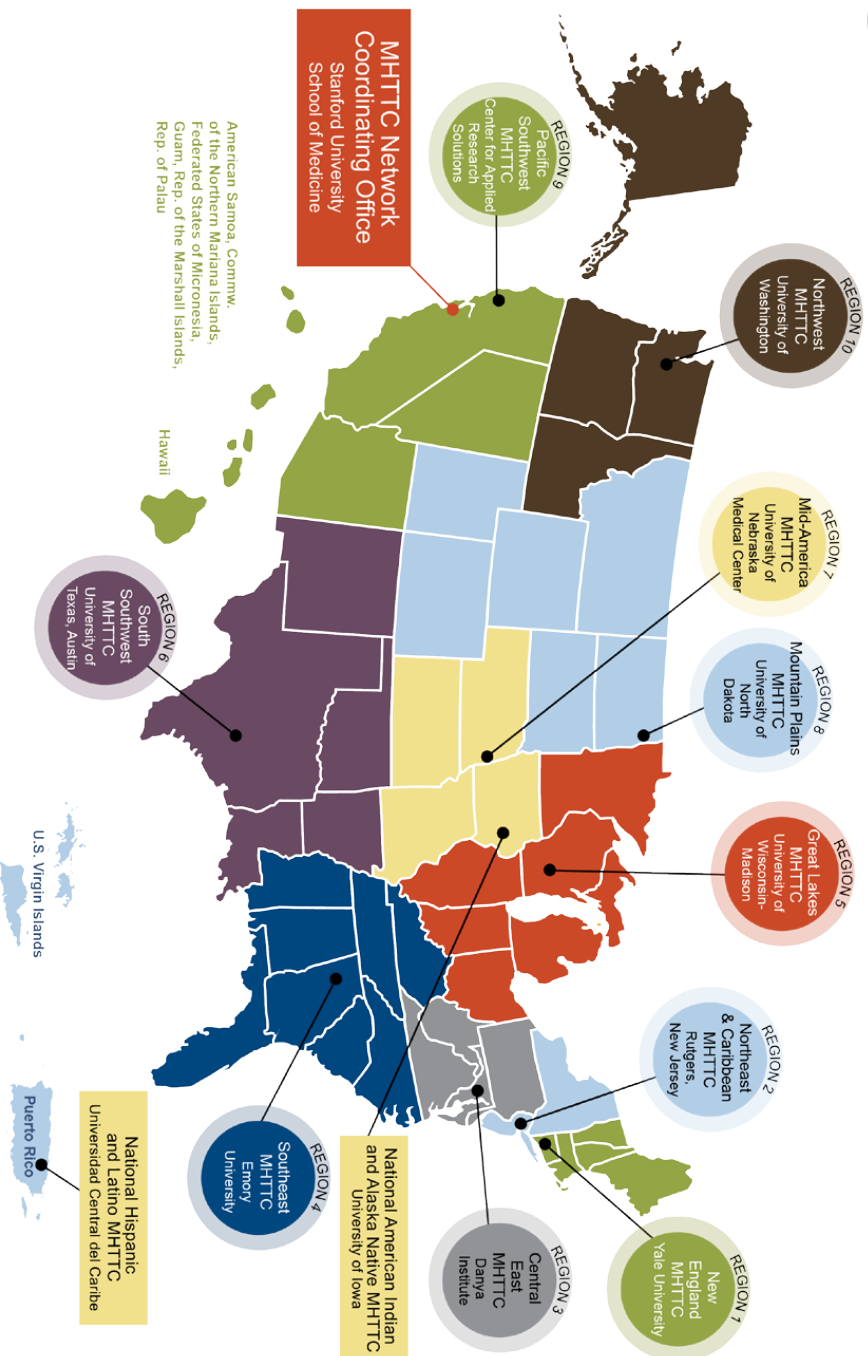 REGION 10
Northwest
MHTTC
University of
Washington
REGION 7
Mid-America
MHTTC
University of
Nebraska
Medical Center
REGION 8
Mountain Plains
MHTTC
University of
North
Dakota
REGION 5
Great Lakes
MHTTC
University of
Wisconsin-
Madison
REGION 2
Northeast
& Caribbean
MHTTC
Rutgers,
New Jersey
REGION 1
New
England
MHTTC
Yale University
REGION 9
Pacific
Southwest
MHTTC
Center for Applied
Research
Solutions
MHTTC Network
Coordinating Office
Stanford University
School of Medicine
REGION 3
Central
East
MHTTC
Danya
Institute
National American Indian
and Alaska Native MHTTC
University of Iowa
REGION 4
Southeast
MHTTC
Emory
University
American Samoa, Commw.
of the Northern Mariana Islands,
Federated States of Micronesia,
Guam, Rep. of the Marshall Islands,
Rep. of Palau
Hawaii
REGION 6
South
Southwest
MHTTC
University of
Texas, Austin
U.S. Virgin Islands
Puerto Rico
National Hispanic
and Latino MHTTC
Universidad Central del Caribe